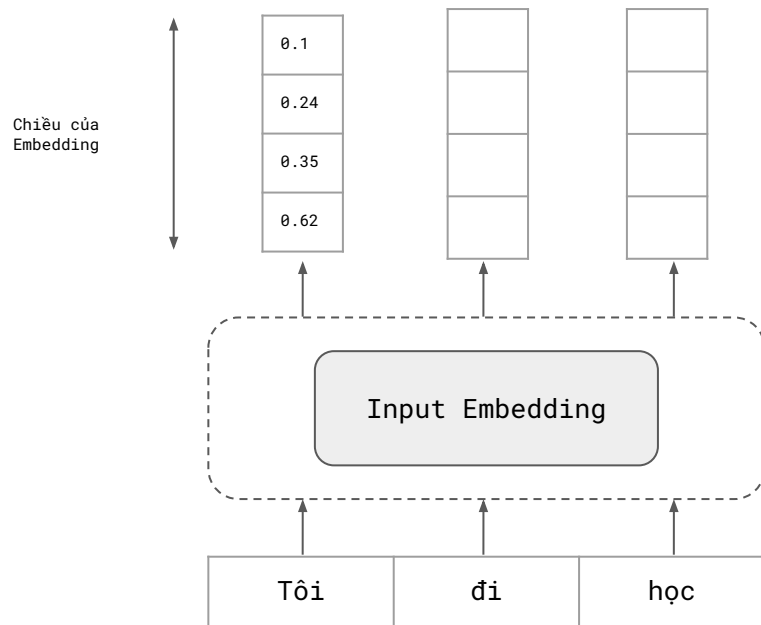 0.1
0.24
0.35
0.62
Chiều của
Embedding
Input Embedding
Tôi
đi
học